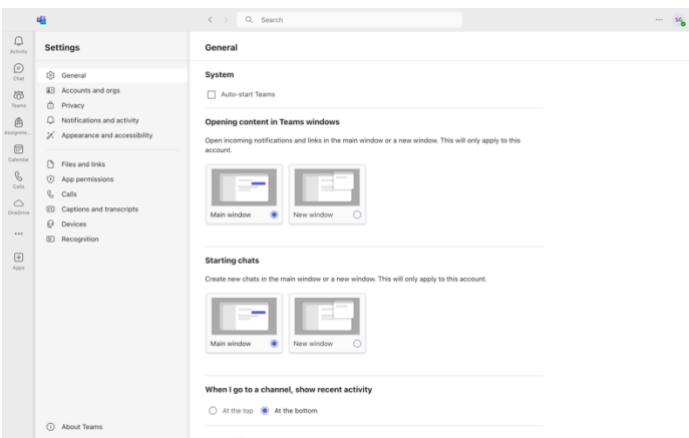 Search
SG
Activity
Chat
Teams
Assignme...
Calendar
Calls
OneDrive
Apps
Settings
General
Accounts and orgs
Privacy
Notifications and activity
Appearance and accessibility
Files and links
App permissions
Calls
Captions and transcripts
Devices
Recognition
About Teams
General
System
Auto-start Teams
Opening content in Teams windows
Open incoming notifications and links in the main window or a new window. This will only apply to this
account.
Main window
New window
Starting chats
Create new chats in the main window or a new window. This will only apply to this account.
Main window
New window
When I go to a channel, show recent activity
At the top
At the bottom